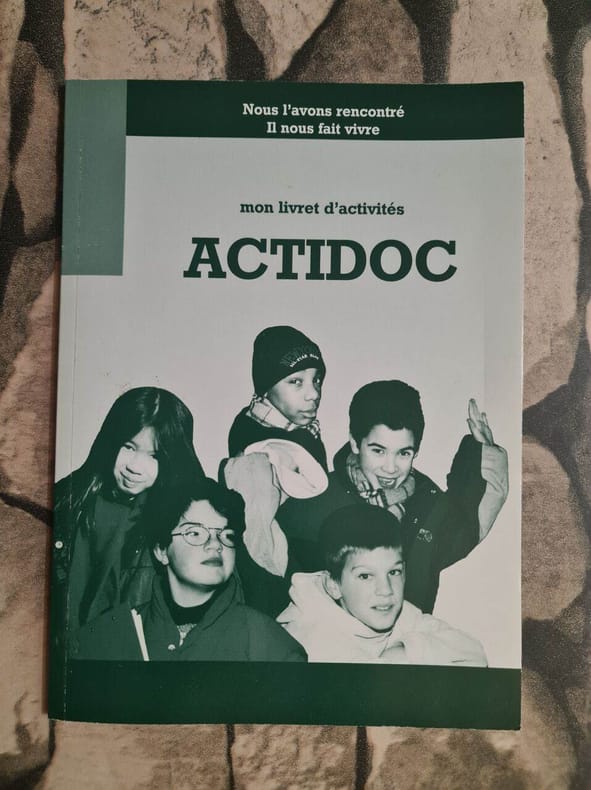 Nous l'avons rencontré
Il nous fait vivre
mon livret d'activités
ACTIDOC